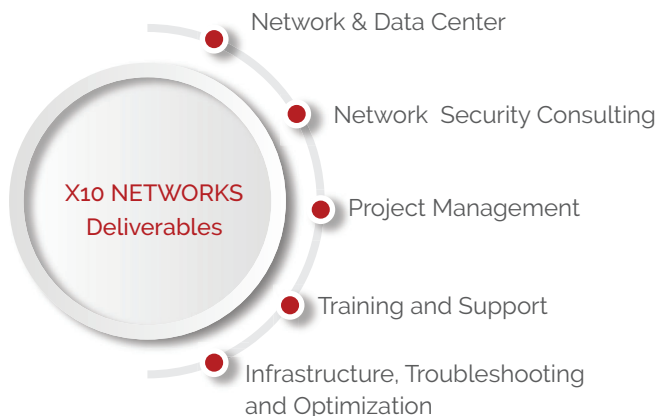 Network & Data Center
Network Security Consulting
X10 NETWORKS
Deliverables
Project Management
Training and Support
Infrastructure, Troubleshooting
and Optimization